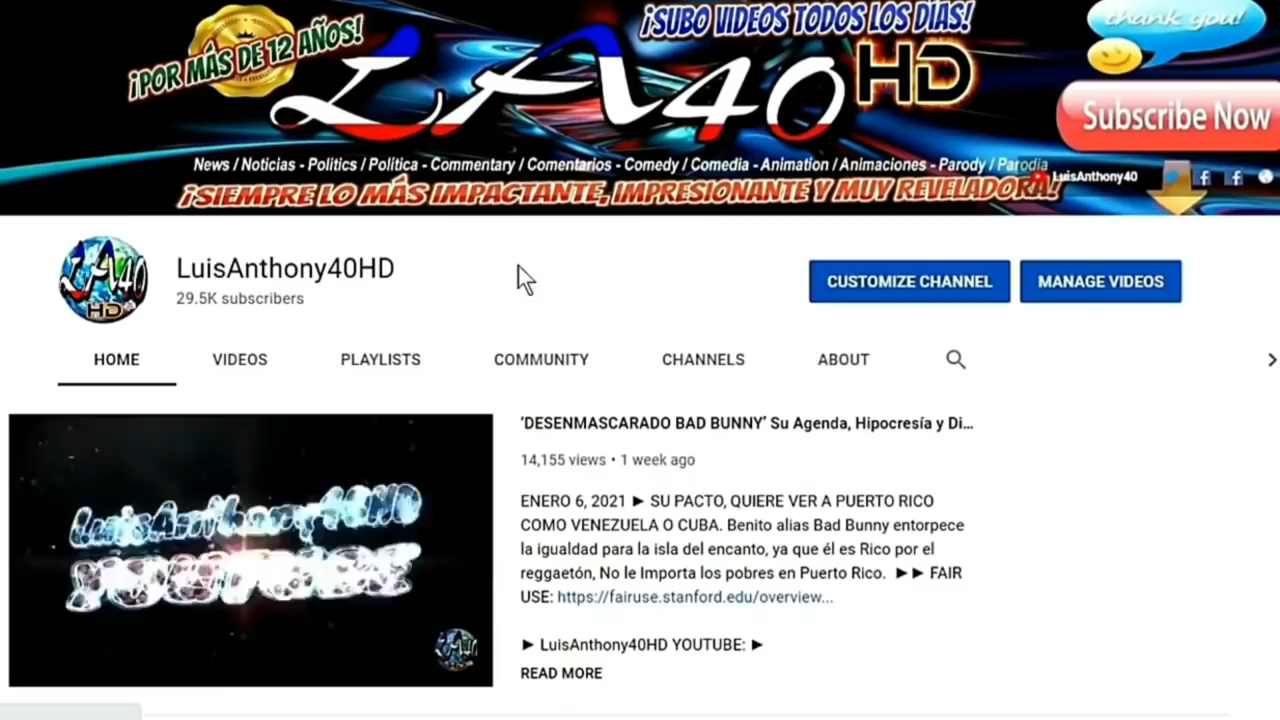 ¡POR MÁS DE 12 AÑOS!
¡SUBO VIDEOS TODOS LOS DÍAS!
thank you!
LA40 HD
Subscribe Now
News / Noticias - Politics / Política - Commentary / Comentarios - Comedy / Comedia - Animation / Animaciones - Parody / Parodia
LuisAnthony40
¡SIEMPRE LO MÁS IMPACTANTE, IMPRESIONANTE Y MUY REVELADORA!
LA40
HD
LuisAnthony40HD
29.5K subscribers
CUSTOMIZE CHANNEL
MANAGE VIDEOS
HOME
VIDEOS
PLAYLISTS
COMMUNITY
CHANNELS
ABOUT
LuisAnthony40HD
YOUTUBE
'DESENMASCARADO BAD BUNNY' Su Agenda, Hipocresía y Di...
14,155 views • 1 week ago
ENERO 6, 2021 ► SU PACTO, QUIERE VER A PUERTO RICO
COMO VENEZUELA O CUBA. Benito alias Bad Bunny entorpece
la igualdad para la isla del encanto, ya que él es Rico por el
reggaetón, No le Importa los pobres en Puerto Rico. ►► FAIR
USE: https://fairuse.stanford.edu/overview...
► LuisAnthony40HD YOUTUBE: ►
READ MORE